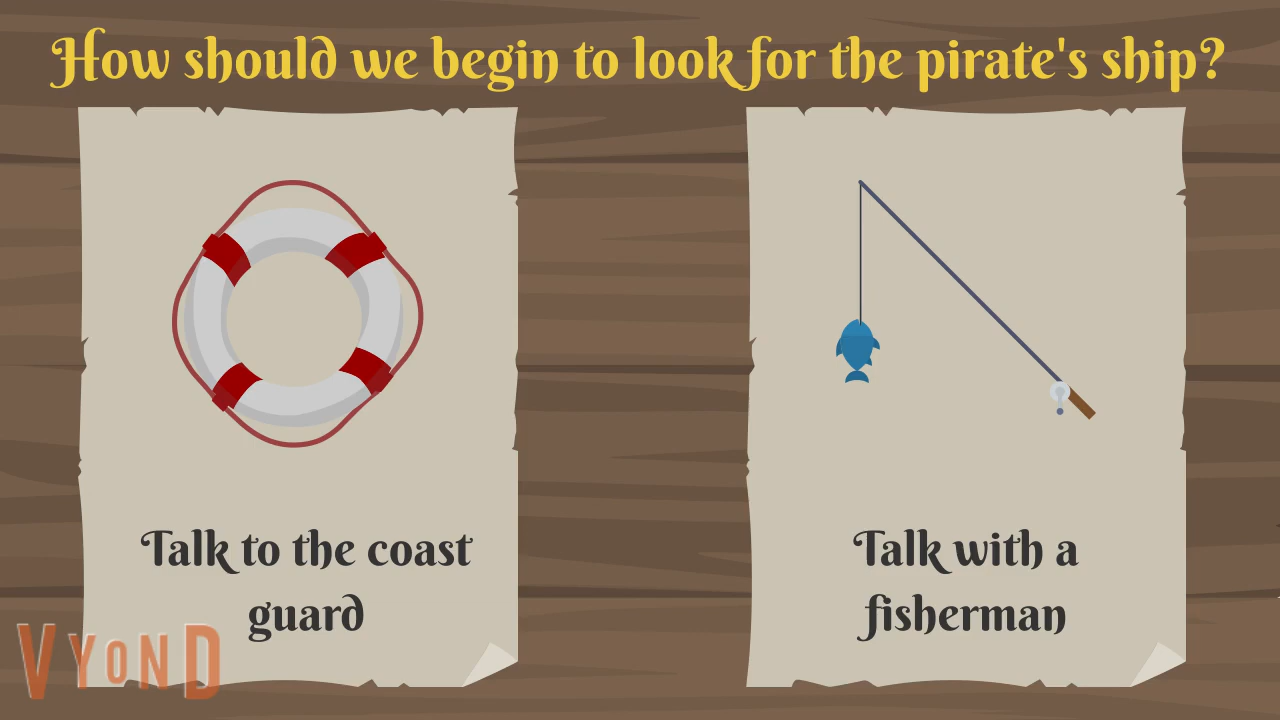 How should we begin to look for the pirate's ship?
Talk to the coast
guard
Talk with a
fisherman
VYOND